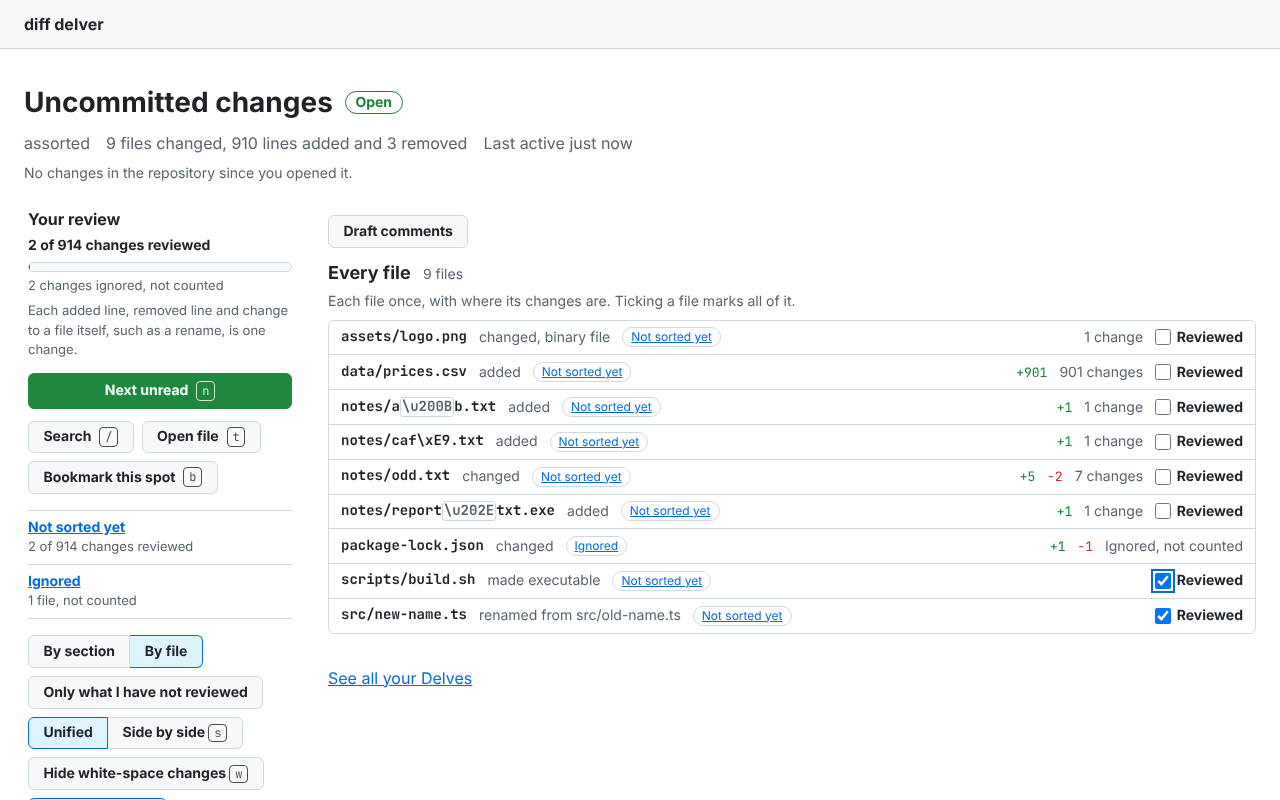 diff delver
Uncommitted changes Open
assorted 9 files changed, 910 lines added and 3 removed Last active just now
No changes in the repository since you opened it.
Your review
2 of 914 changes reviewed
2 changes ignored, not counted
Each added line, removed line and change
to a file itself, such as a rename, is one
change.
Next unread n
Search / Open file t
Bookmark this spot b
Not sorted yet
2 of 914 changes reviewed
Ignored
1 file, not counted
By section By file
Only what I have not reviewed
Unified Side by side s
Hide white-space changes w
Draft comments
Every file 9 files
Each file once, with where its changes are. Ticking a file marks all of it.
assets/logo.png changed, binary file Not sorted yet 1 change Reviewed
data/prices.csv added Not sorted yet +901 901 changes Reviewed
notes/a\u200Bb.txt added Not sorted yet +1 1 change Reviewed
notes/caf\xE9.txt added Not sorted yet +1 1 change Reviewed
notes/odd.txt changed Not sorted yet +5 -2 7 changes Reviewed
notes/report\u202Etxt.exe added Not sorted yet +1 1 change Reviewed
package-lock.json changed Ignored +1 -1 Ignored, not counted
scripts/build.sh made executable Not sorted yet Reviewed
src/new-name.ts renamed from src/old-name.ts Not sorted yet Reviewed
See all your Delves